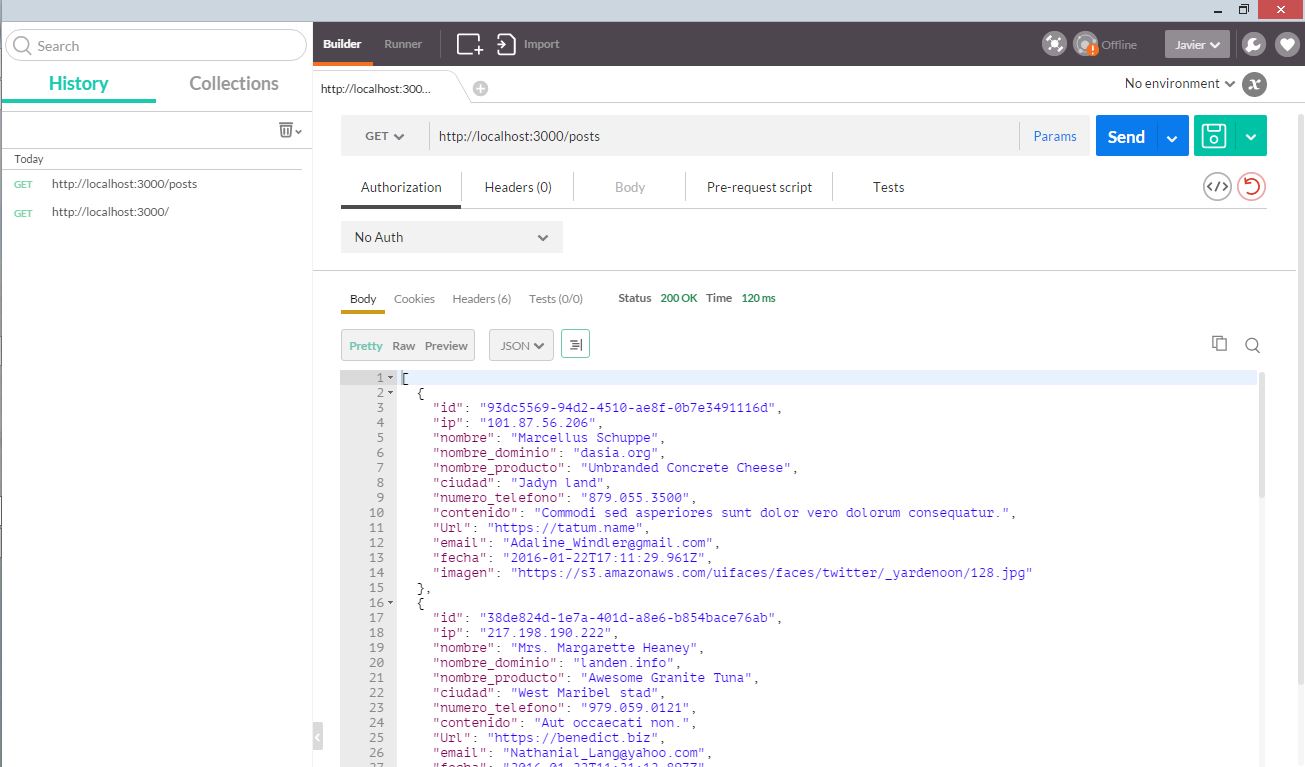 Search
History
Collections
Today
GET http://localhost:3000/posts
GET http://localhost:3000/
Builder Runner Import Offline Javier
http://localhost:300... No environment x
GET http://localhost:3000/posts Params Send
Authorization Headers (0) Body Pre-request script Tests </>
No Auth
Body Cookies Headers (6) Tests (0/0) Status 200 OK Time 120 ms
Pretty Raw Preview JSON
1 [
2 {
3 "id": "93dc5569-94d2-4510-ae8f-0b7e3491116d",
4 "ip": "101.87.56.206",
5 "nombre": "Marcellus Schuppe",
6 "nombre_dominio": "dasia.org",
7 "nombre_producto": "Unbranded Concrete Cheese",
8 "ciudad": "Jadyn land",
9 "numero_telefono": "879.055.3500",
10 "contenido": "Commodi sed asperiores sunt dolor vero dolorum consequatur.",
11 "Url": "https://tatum.name",
12 "email": "Adaline_Windler@gmail.com",
13 "fecha": "2016-01-22T17:11:29.961Z",
14 "imagen": "https://s3.amazonaws.com/uifaces/faces/twitter/_yardenoon/128.jpg"
15 },
16 {
17 "id": "38de824d-1e7a-401d-a8e6-b854bace76ab",
18 "ip": "217.198.190.222",
19 "nombre": "Mrs. Margarette Heaney",
20 "nombre_dominio": "landen.info",
21 "nombre_producto": "Awesome Granite Tuna",
22 "ciudad": "West Maribel stad",
23 "numero_telefono": "979.059.0121",
24 "contenido": "Aut occaecati non.",
25 "Url": "https://benedict.biz",
26 "email": "Nathanial_Lang@yahoo.com",